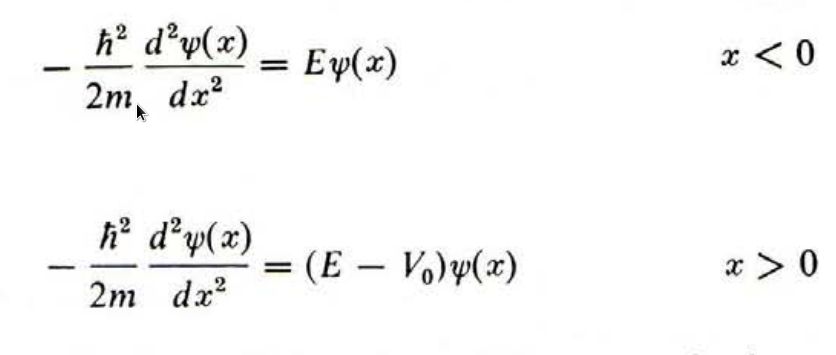 − ħ²/2m d²ψ(x)/dx² = Eψ(x) x < 0
− ħ²/2m d²ψ(x)/dx² = (E − V₀)ψ(x) x > 0